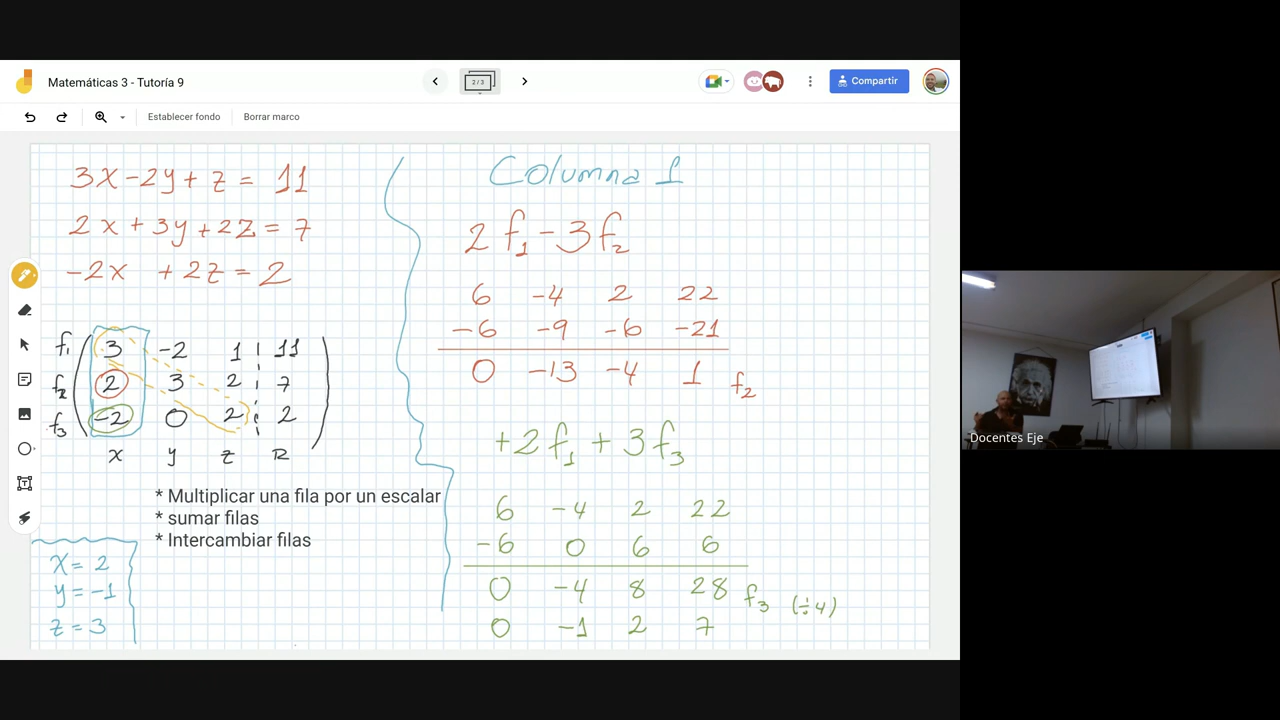 Matemáticas 3 - Tutoría 9
2/3
Compartir
Establecer fondo
Borrar marco
3x-2y+z = 11
2x+3y+2z=7
-2x +2z=2
f₁ 3 -2 1 | 11
f₂ 2 3 2 | 7
f₃ -2 0 2 | 2
x y z R
* Multiplicar una fila por un escalar
* sumar filas
* Intercambiar filas
x=2
y=-1
z=3
Columna 1
2f₁-3f₂
6 -4 2 22
-6 -9 -6 -21
0 -13 -4 1 f₂
+2f₁+3f₃
6 -4 2 22
-6 0 6 6
0 -4 8 28 f₃ (÷4)
0 -1 2 7
Docentes Eje